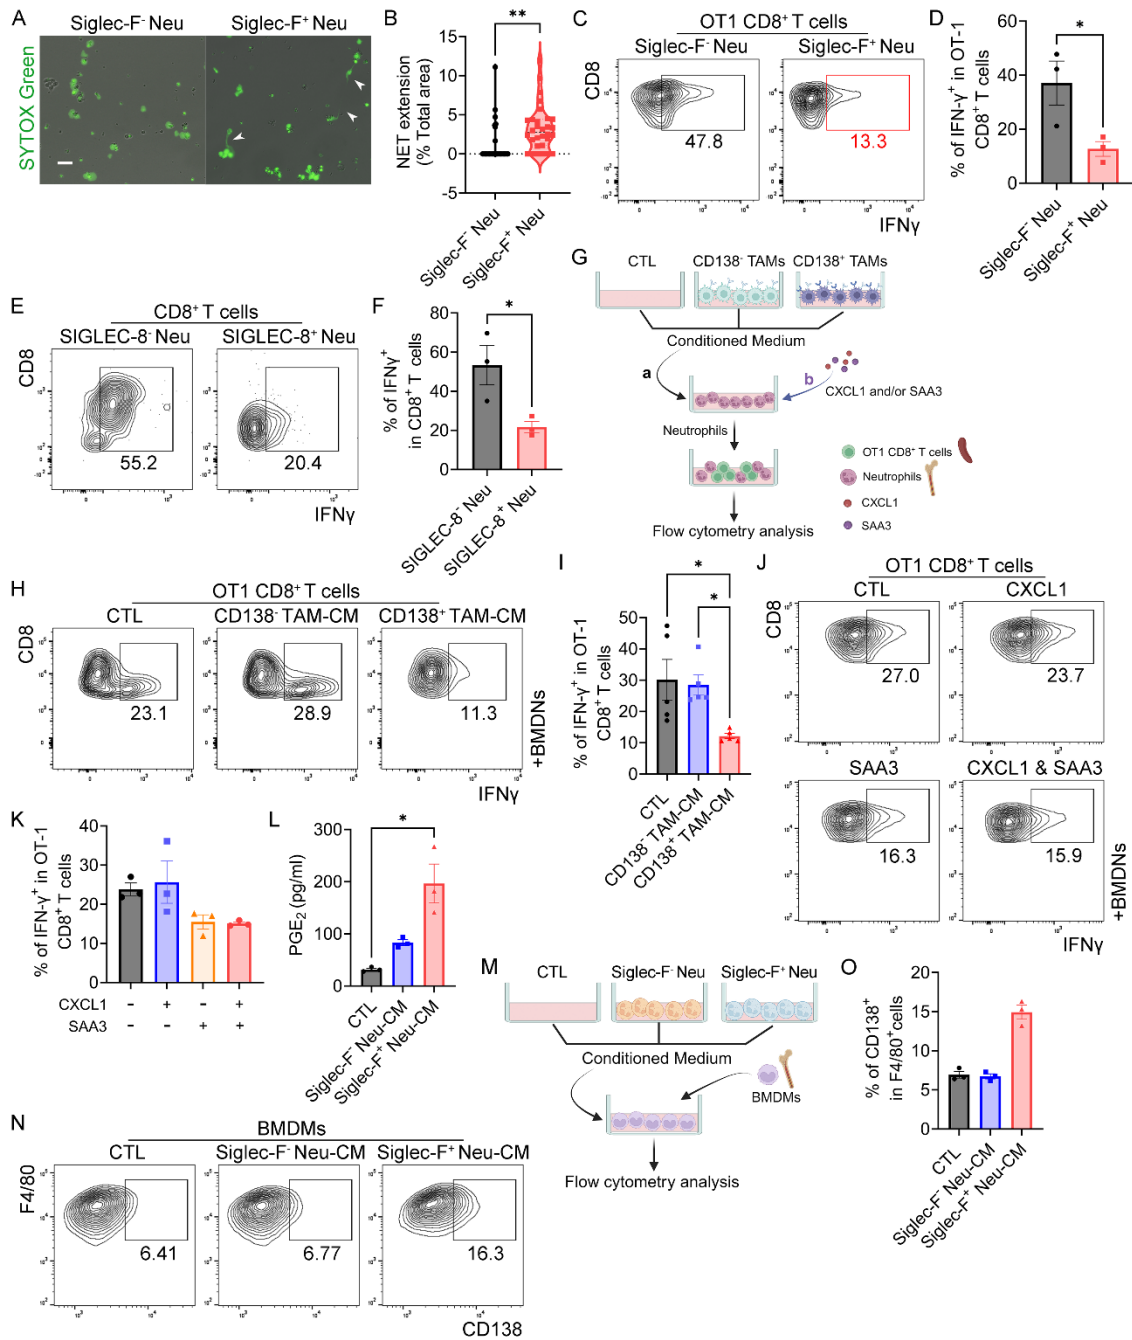 A
Siglec-F⁻ Neu
Siglec-F⁺ Neu
SYTOX Green
B
**
NET extension
(% Total area)
15
10
5
0
-5
Siglec-F⁻ Neu
Siglec-F⁺ Neu
C
OT1 CD8⁺ T cells
Siglec-F⁻ Neu
Siglec-F⁺ Neu
CD8
47.8
13.3
IFNγ
D
*
% of IFN-γ⁺ in OT-1
CD8⁺ T cells
60
40
20
0
Siglec-F⁻ Neu
Siglec-F⁺ Neu
E
CD8⁺ T cells
SIGLEC-8⁻ Neu
SIGLEC-8⁺ Neu
CD8
55.2
20.4
IFNγ
F
*
% of IFNγ⁺
in CD8⁺ T cells
80
60
40
20
0
SIGLEC-8⁻ Neu
SIGLEC-8⁺ Neu
G
CTL
CD138⁻ TAMs
CD138⁺ TAMs
Conditioned Medium
a
b
CXCL1 and/or SAA3
Neutrophils
OT1 CD8⁺ T cells
Neutrophils
CXCL1
SAA3
Flow cytometry analysis
H
OT1 CD8⁺ T cells
CTL
CD138⁻ TAM-CM
CD138⁺ TAM-CM
CD8
23.1
28.9
11.3
+BMDNs
IFNγ
I
*
*
% of IFN-γ⁺ in OT-1
CD8⁺ T cells
50
40
30
20
10
0
CTL
CD138⁻ TAM-CM
CD138⁺ TAM-CM
J
OT1 CD8⁺ T cells
CTL
CXCL1
CD8
27.0
23.7
SAA3
CXCL1 & SAA3
16.3
15.9
+BMDNs
IFNγ
K
% of IFN-γ⁺ in OT-1
CD8⁺ T cells
40
30
20
10
0
CXCL1 - + - +
SAA3 - - + +
L
*
PGE₂ (pg/ml)
300
200
100
0
CTL
Siglec-F⁻ Neu-CM
Siglec-F⁺ Neu-CM
M
CTL
Siglec-F⁻ Neu
Siglec-F⁺ Neu
Conditioned Medium
BMDMs
Flow cytometry analysis
O
% of CD138⁺
in F4/80⁺cells
20
15
10
5
0
CTL
Siglec-F⁻ Neu-CM
Siglec-F⁺ Neu-CM
N
BMDMs
CTL
Siglec-F⁻ Neu-CM
Siglec-F⁺ Neu-CM
F4/80
6.41
6.77
16.3
CD138